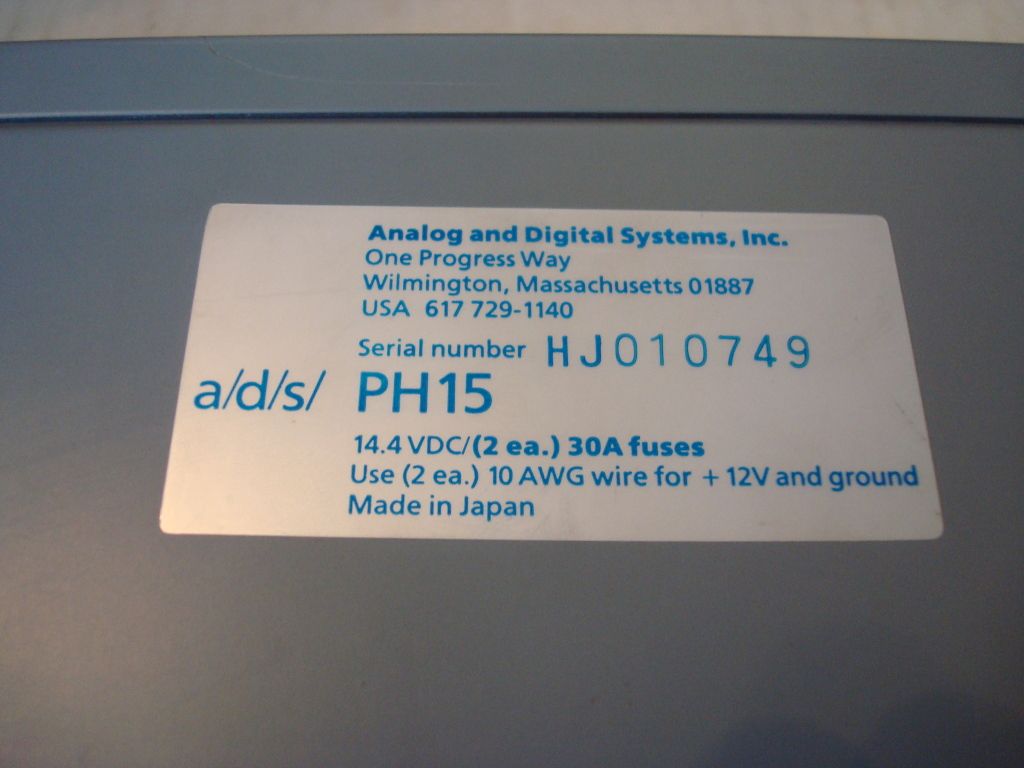 Analog and Digital Systems, Inc.
One Progress Way
Wilmington, Massachusetts 01887
USA 617 729-1140
Serial number HJ010749
a/d/s/ PH15
14.4 VDC/(2 ea.) 30A fuses
Use (2 ea.) 10 AWG wire for + 12V and ground
Made in Japan